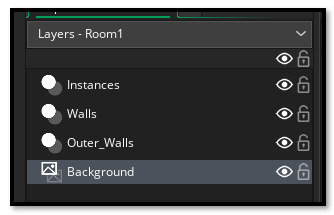 Layers - Room1
Instances
Walls
Outer_Walls
Background